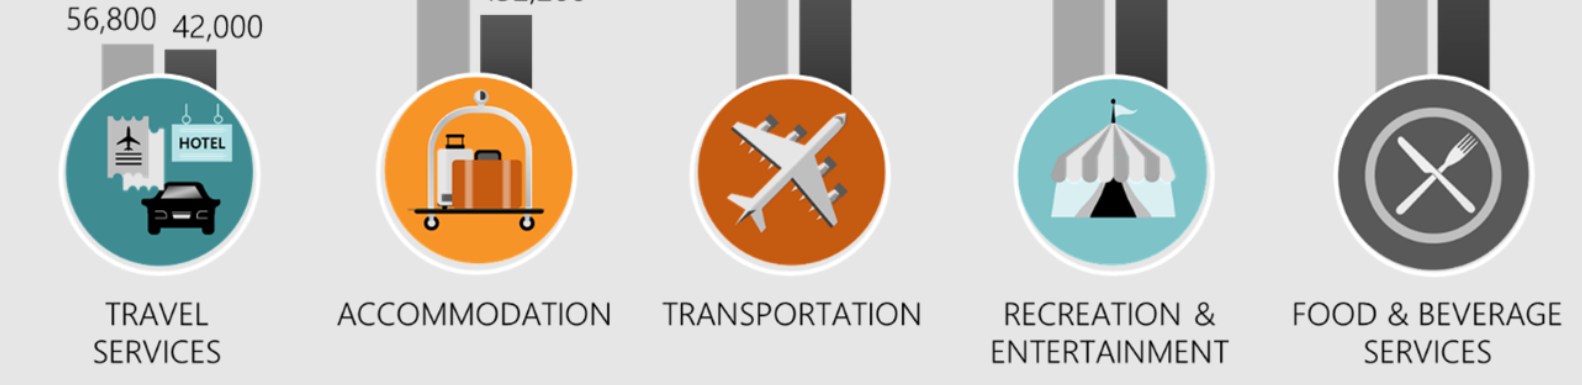 56,800 42,000
HOTEL
TRAVEL
SERVICES
ACCOMMODATION
TRANSPORTATION
RECREATION &
ENTERTAINMENT
FOOD & BEVERAGE
SERVICES